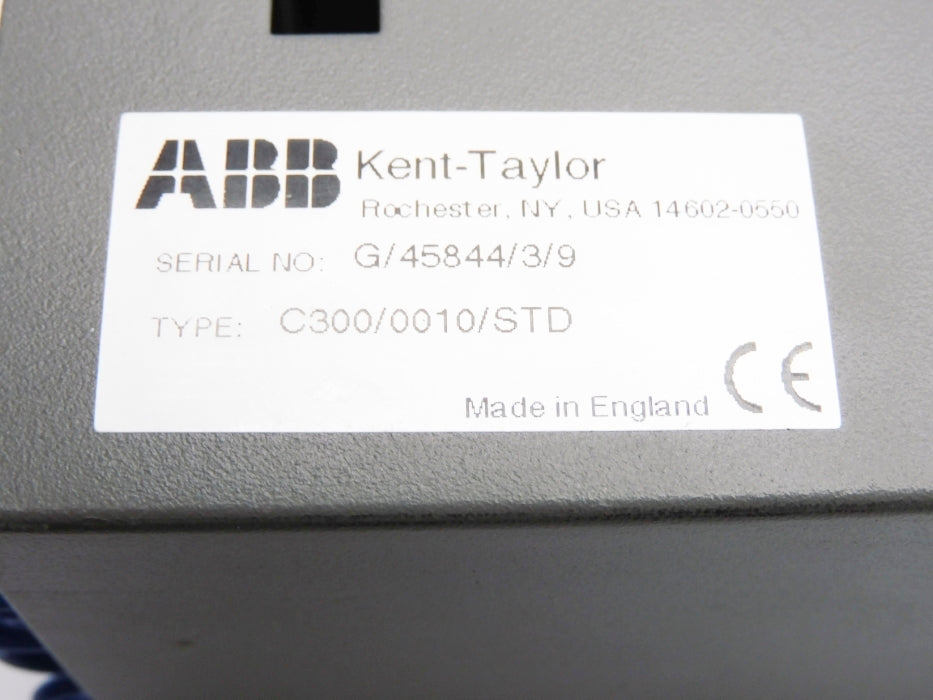 ABB Kent-Taylor
Rochester, NY, USA 14602-0550
SERIAL NO: G/45844/3/9
TYPE: C300/0010/STD
Made in England CE